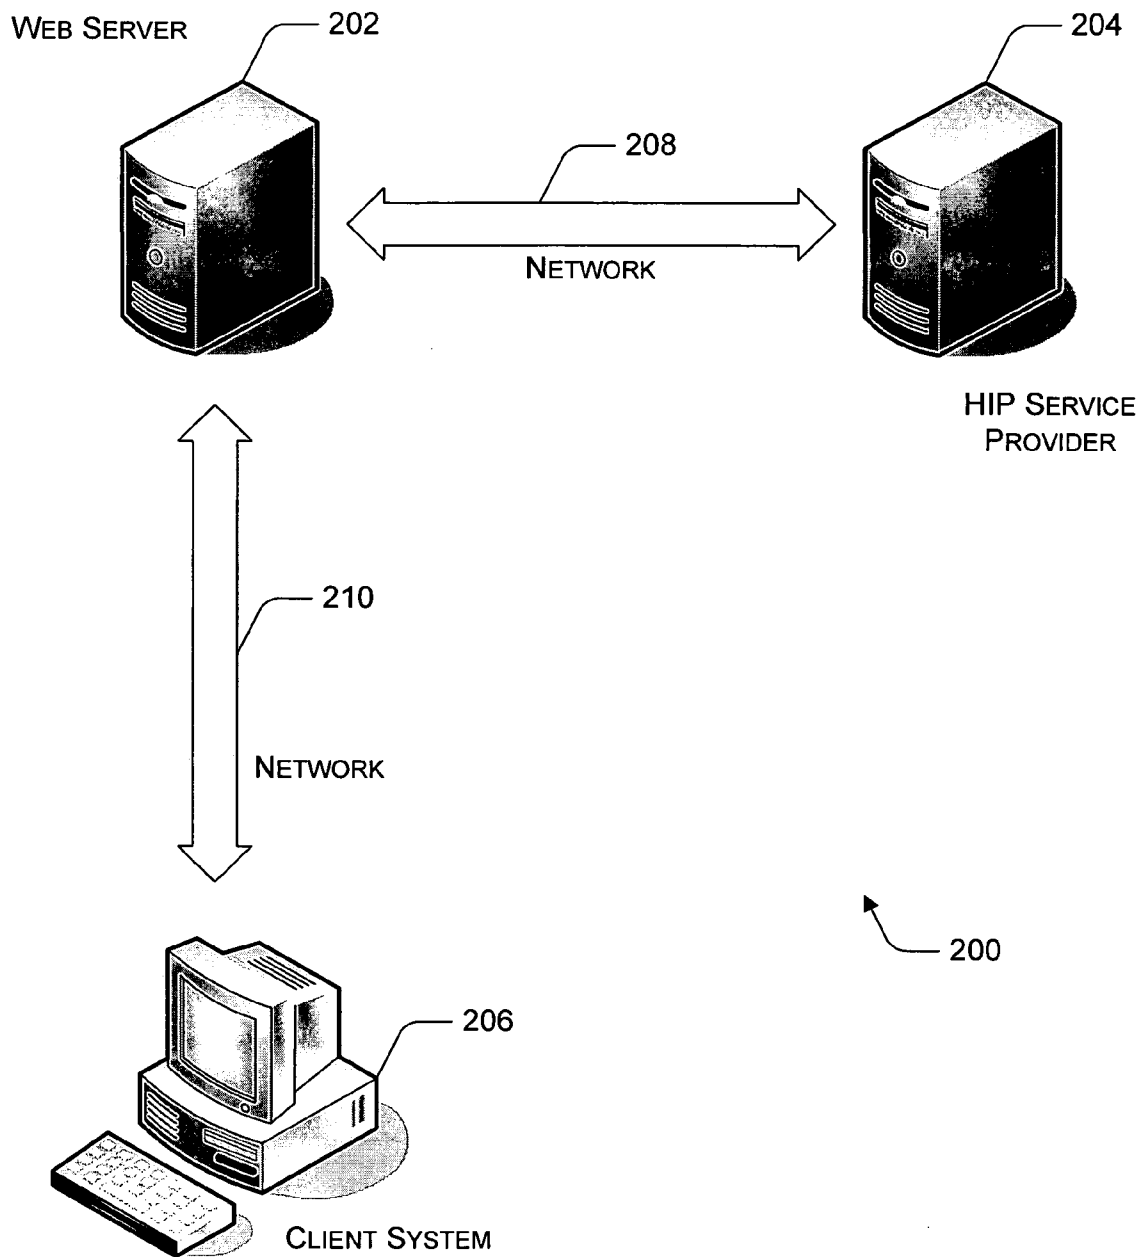 WEB SERVER
202
204
208
NETWORK
HIP SERVICE
PROVIDER
210
NETWORK
200
206
CLIENT SYSTEM